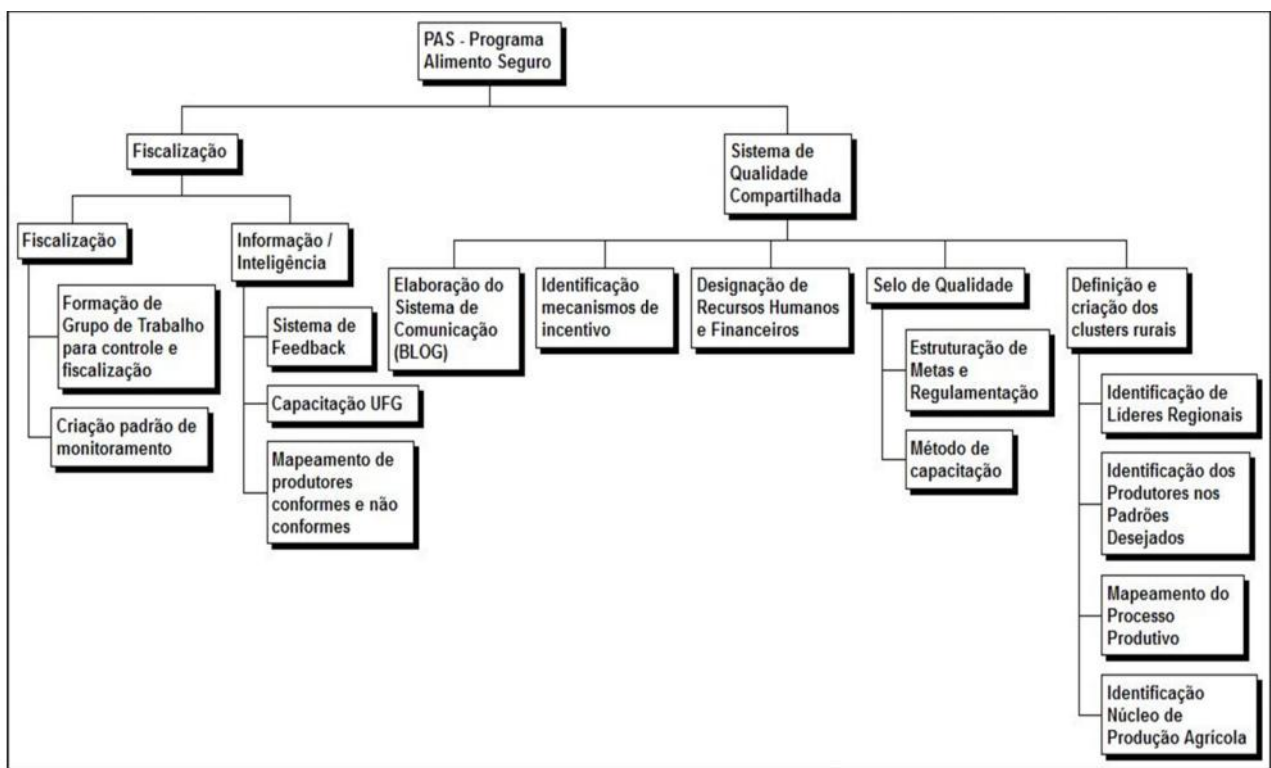 PAS - Programa
Alimento Seguro
Fiscalização
Sistema de
Qualidade
Compartilhada
Fiscalização
Informação /
Inteligência
Elaboração do
Sistema de
Comunicação
(BLOG)
Identificação
mecanismos de
incentivo
Designação de
Recursos Humanos
e Financeiros
Selo de Qualidade
Definição e
criação dos
clusters rurais
Formação de
Grupo de Trabalho
para controle e
fiscalização
Criação padrão de
monitoramento
Sistema de
Feedback
Capacitação UFG
Mapeamento de
produtores
conformes e não
conformes
Estruturação de
Metas e
Regulamentação
Método de
capacitação
Identificação de
Líderes Regionais
Identificação dos
Produtores nos
Padrões
Desejados
Mapeamento do
Processo
Produtivo
Identificação
Núcleo de
Produção Agrícola